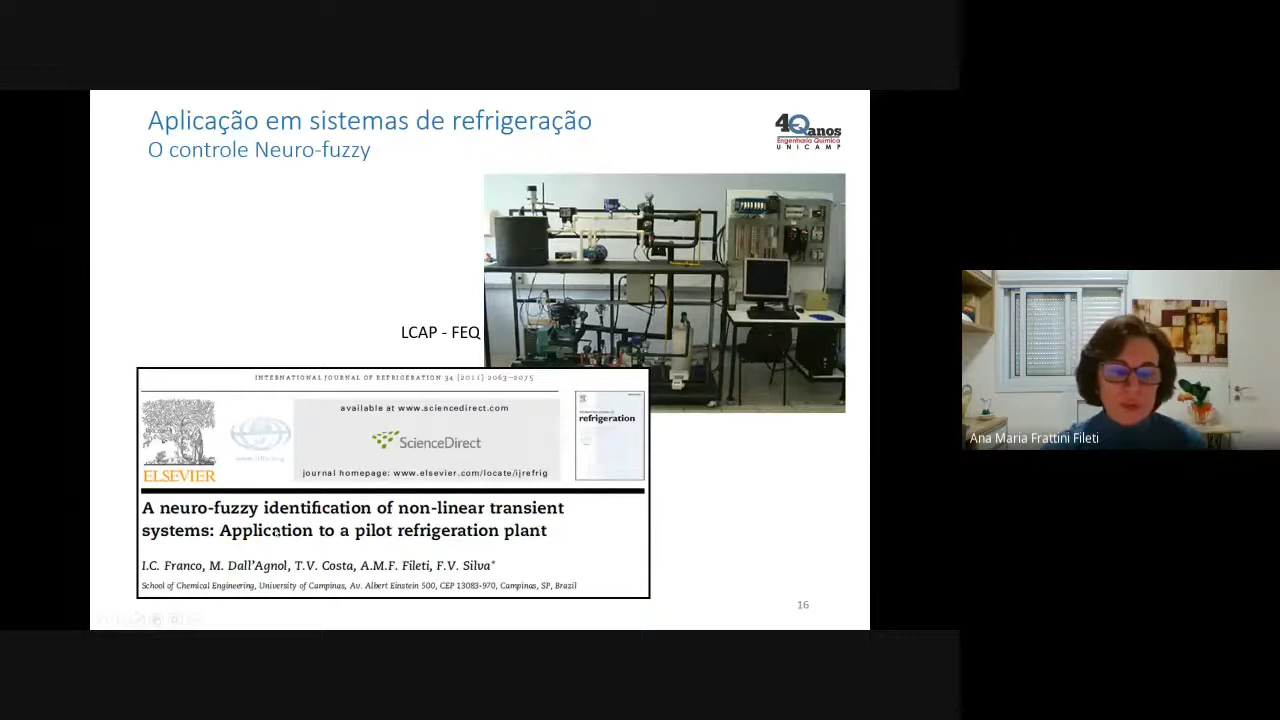 Aplicação em sistemas de refrigeração
O controle Neuro-fuzzy
4Qanos
Engenharia Química
UNICAMP
LCAP - FEQ
INTERNATIONAL JOURNAL OF REFRIGERATION 34 (2011) 2063–2075
available at www.sciencedirect.com
ScienceDirect
journal homepage: www.elsevier.com/locate/ijrefrig
ELSEVIER
refrigeration
A neuro-fuzzy identification of non-linear transient
systems: Application to a pilot refrigeration plant
I.C. Franco, M. Dall'Agnol, T.V. Costa, A.M.F. Fileti, F.V. Silva*
School of Chemical Engineering, University of Campinas, Av. Albert Einstein 500, CEP 13083-970, Campinas, SP, Brazil
16
Ana Maria Frattini Fileti